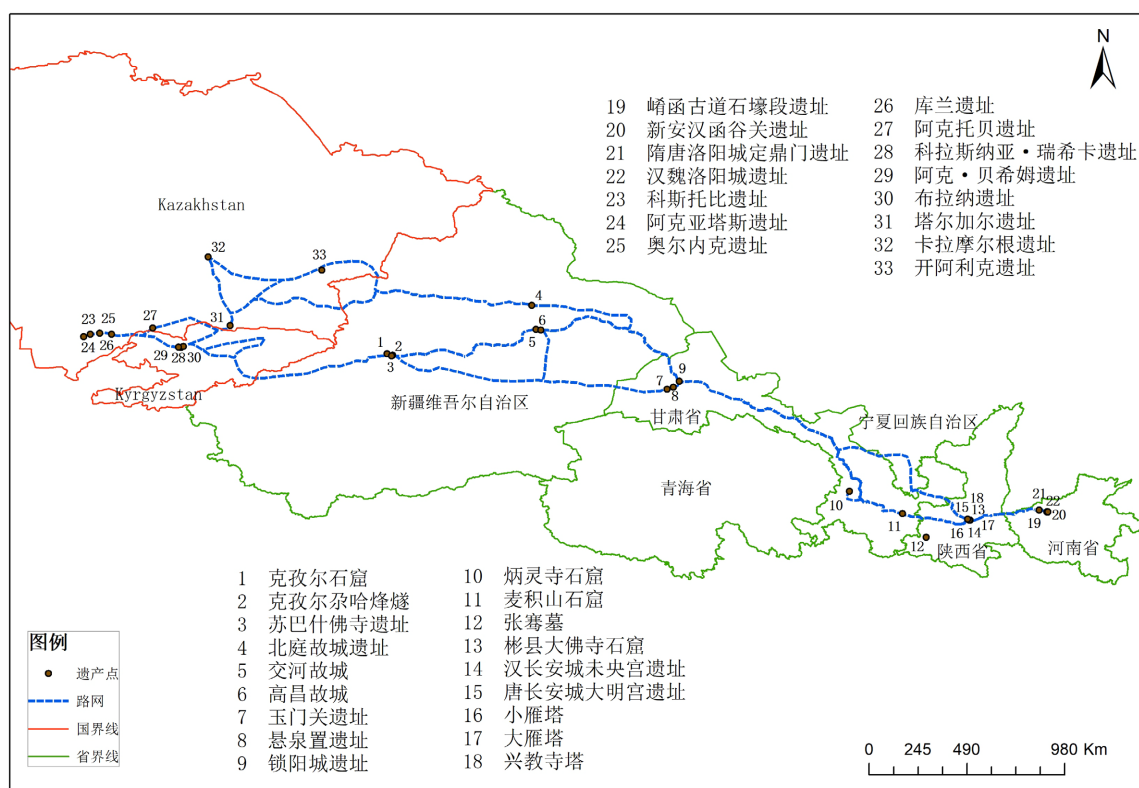 N
19 崤函古道石壕段遗址
20 新安汉函谷关遗址
21 隋唐洛阳城定鼎门遗址
22 汉魏洛阳城遗址
23 科斯托比遗址
24 阿克亚塔斯遗址
25 奥尔内克遗址
26 库兰遗址
27 阿克托贝遗址
28 科拉斯纳亚·瑞希卡遗址
29 阿克·贝希姆遗址
30 布拉纳遗址
31 塔尔加尔遗址
32 卡拉摩尔根遗址
33 开阿利克遗址
Kazakhstan
32
33
4
23
25
27
31
6
24
26
29
28
30
5
1
2
3
9
7
8
Kyrgyzstan
新疆维吾尔自治区
甘肃省
宁夏回族自治区
青海省
10
15
18
13
21
22
11
17
19
20
16
14
12
陕西省
河南省
1 克孜尔石窟
2 克孜尔尕哈烽燧
3 苏巴什佛寺遗址
4 北庭故城遗址
5 交河故城
6 高昌故城
7 玉门关遗址
8 悬泉置遗址
9 锁阳城遗址
10 炳灵寺石窟
11 麦积山石窟
12 张骞墓
13 彬县大佛寺石窟
14 汉长安城未央宫遗址
15 唐长安城大明宫遗址
16 小雁塔
17 大雁塔
18 兴教寺塔
图例
遗产点
路网
国界线
省界线
0 245 490 980 Km